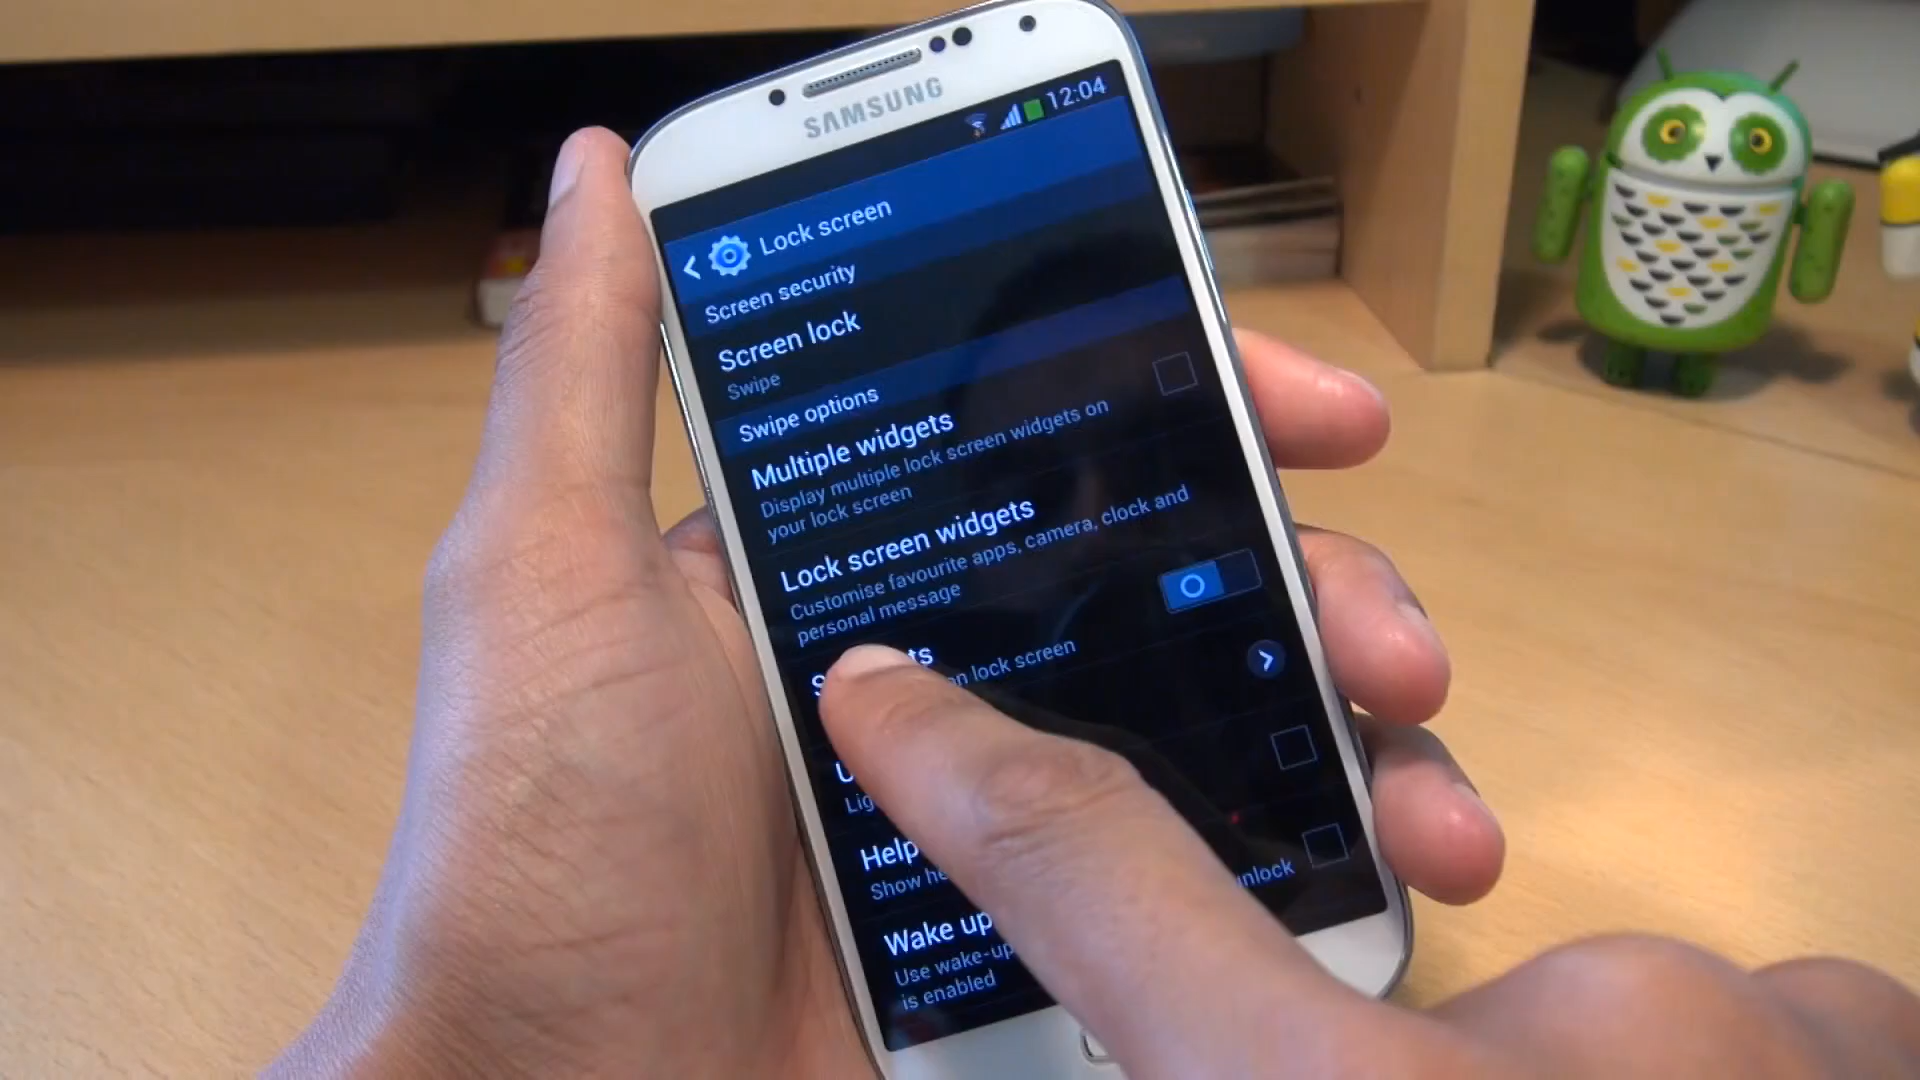 SAMSUNG
12:04
Lock screen
Screen security
Screen lock
Swipe
Swipe options
Multiple widgets
Display multiple lock screen widgets on
your lock screen
Lock screen widgets
Customise favourite apps, camera, clock and
personal message
lock screen
Help
Show
unlock
Wake up
Use wake-up
is enabled